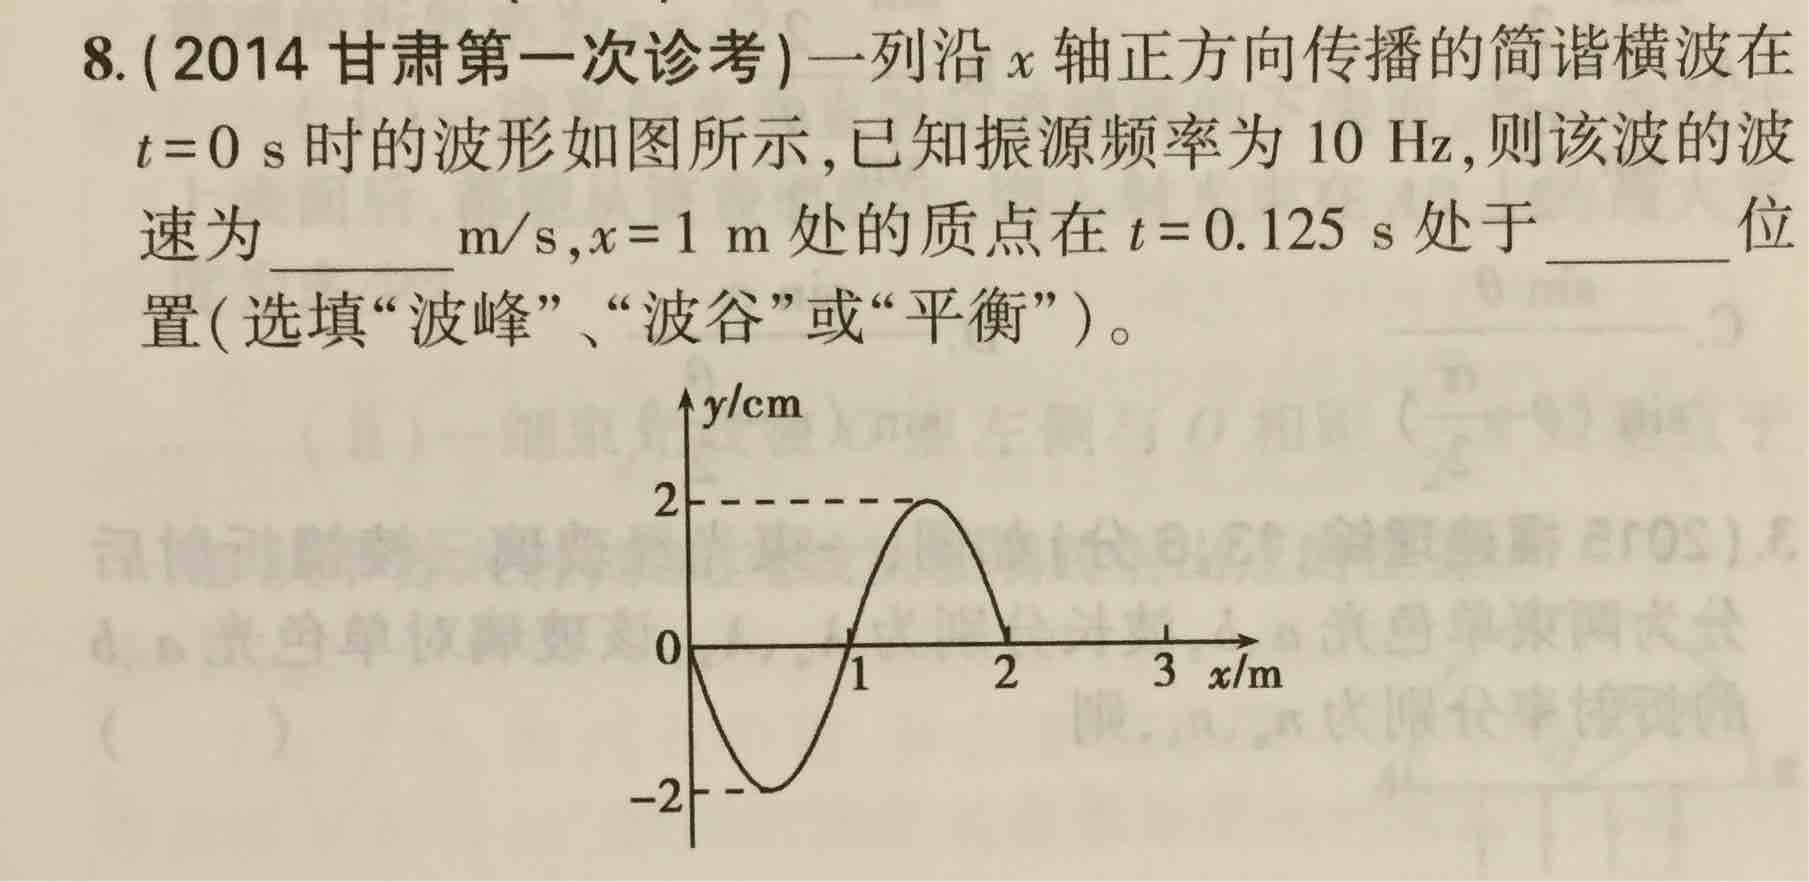 8. (2014 甘肃第一次诊考)一列沿 x 轴正方向传播的简谐横波在
t=0 s 时的波形如图所示,已知振源频率为 10 Hz,则该波的波
速为______m/s,x=1 m 处的质点在 t=0.125 s 处于______位
置(选填“波峰”、“波谷”或“平衡”)。
y/cm
2
0
1
2
3
x/m
-2